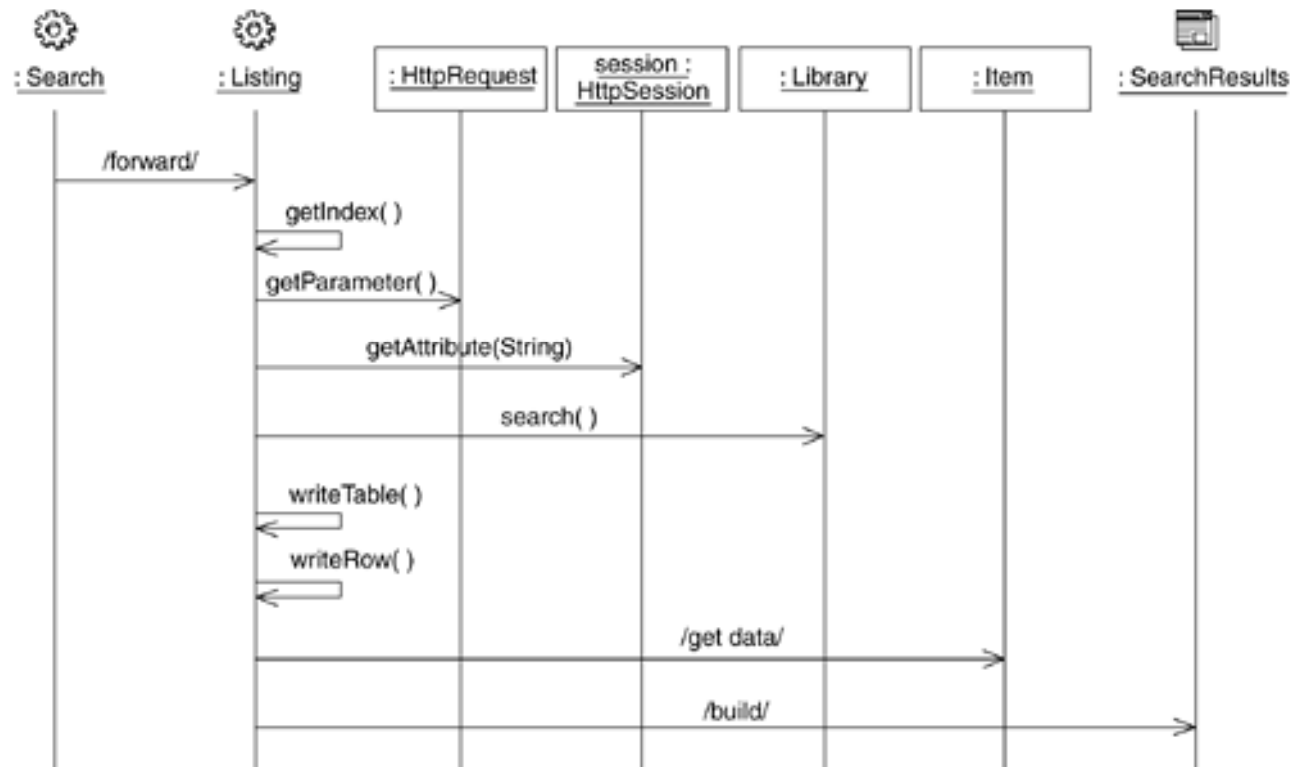 : Search
: Listing
: HttpRequest
session :
HttpSession
: Library
: Item
: SearchResults
/forward/
getIndex( )
getParameter( )
getAttribute(String)
search( )
writeTable( )
writeRow( )
/get data/
/build/